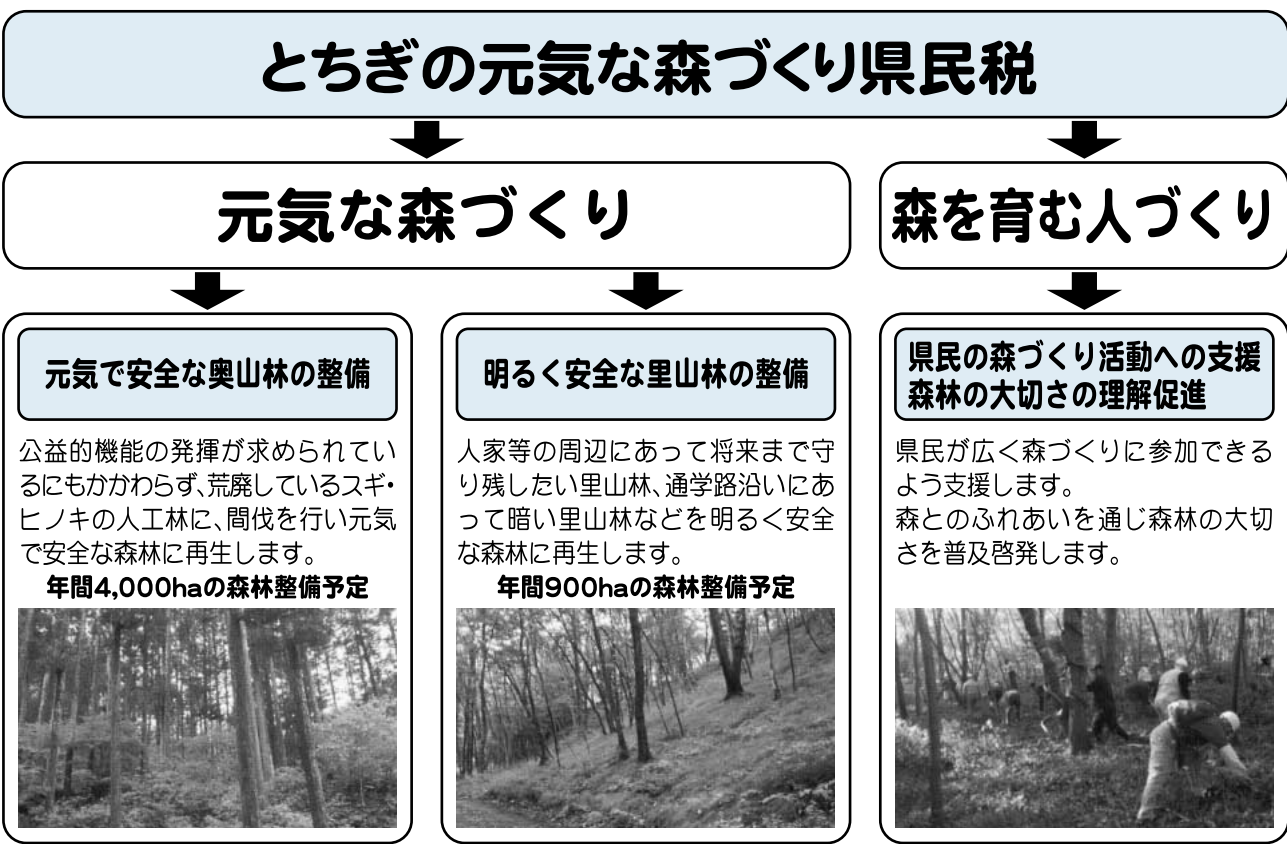 とちぎの元気な森づくり県民税
元気な森づくり
森を育む人づくり
元気で安全な奥山林の整備
公益的機能の発揮が求められてい
るにもかかわらず、荒廃しているスギ・
ヒノキの人工林に、間伐を行い元気
で安全な森林に再生します。
年間4,000haの森林整備予定
明るく安全な里山林の整備
人家等の周辺にあって将来まで守
り残したい里山林、通学路沿いにあ
って暗い里山林などを明るく安全
な森林に再生します。
年間900haの森林整備予定
県民の森づくり活動への支援
森林の大切さの理解促進
県民が広く森づくりに参加できる
よう支援します。
森とのふれあいを通じ森林の大切
さを普及啓発します。